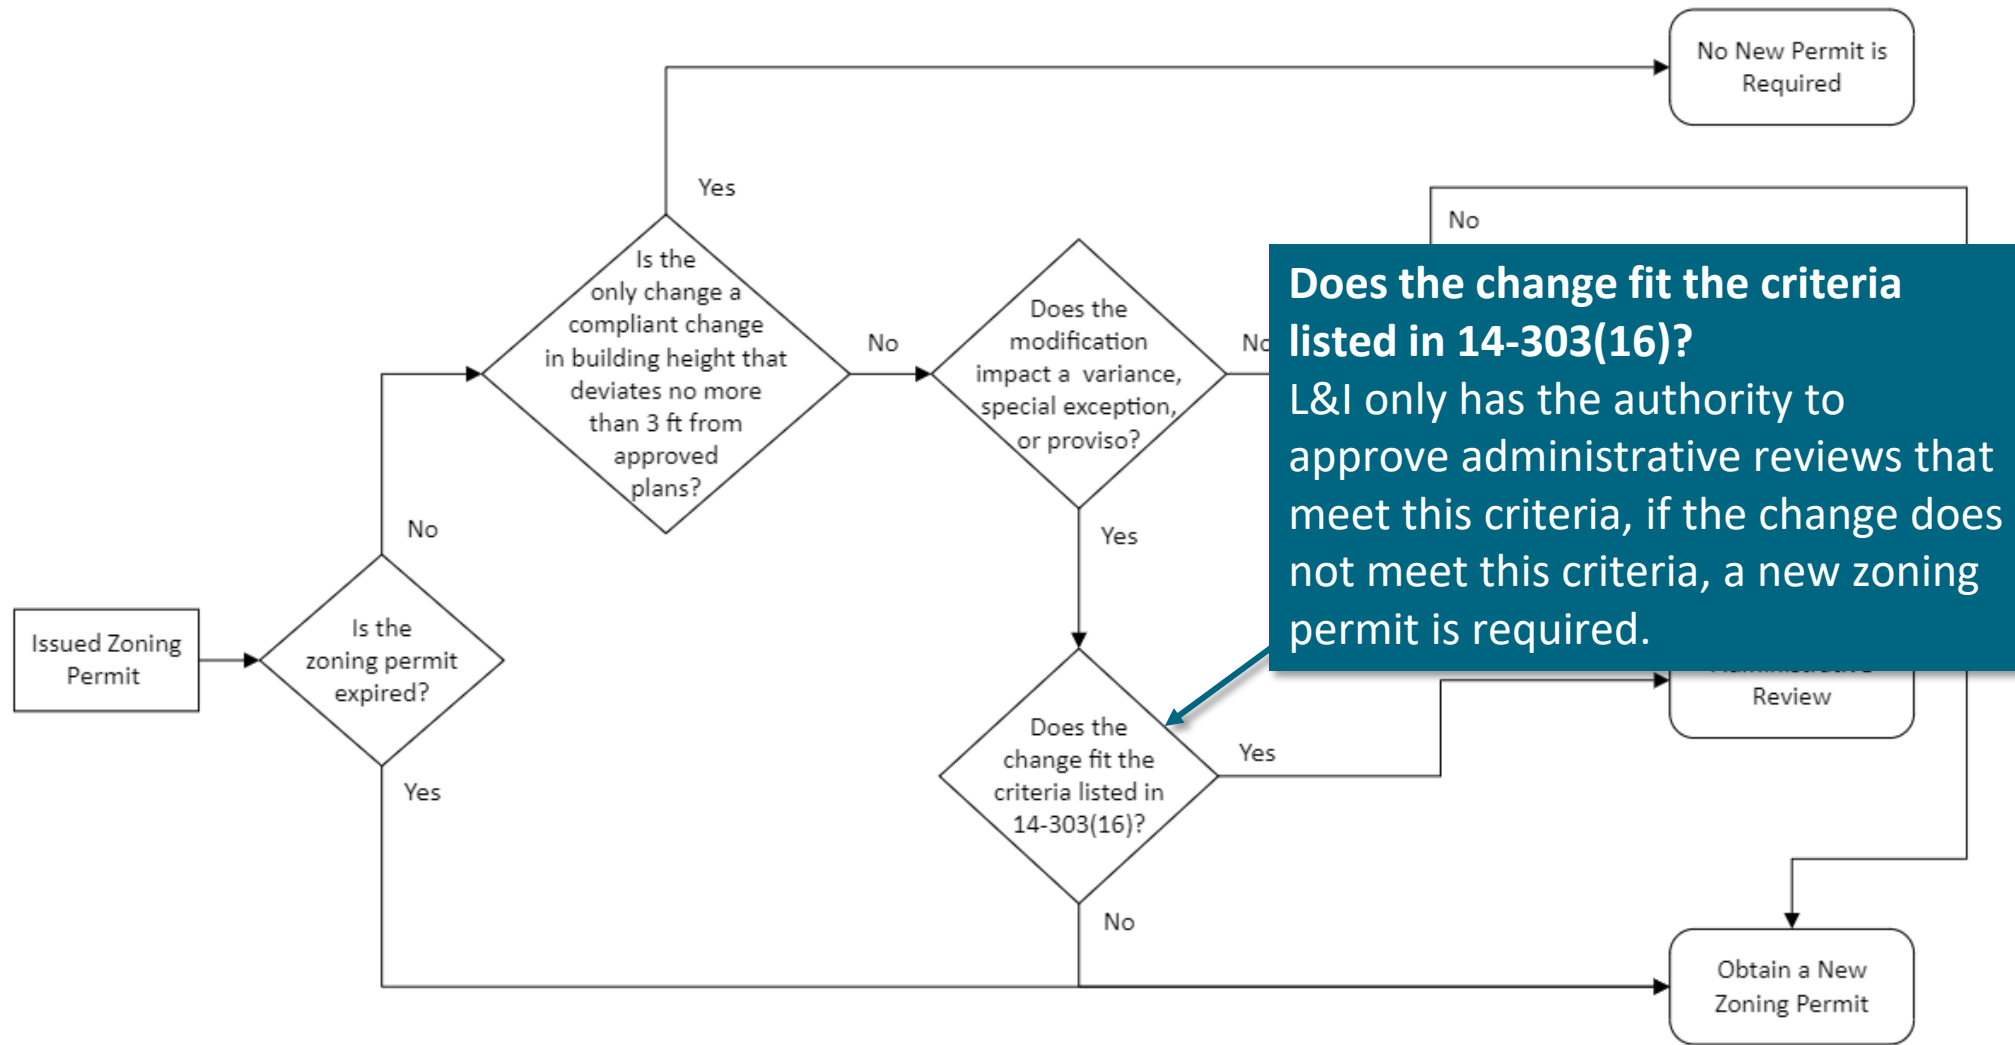 No New Permit is
Required
Yes
Is the
only change a
compliant change
in building height that
deviates no more
than 3 ft from
approved
plans?
No
Does the
modification
impact a variance,
special exception,
or proviso?
No
No
Does the change fit the criteria
listed in 14-303(16)?
L&I only has the authority to
approve administrative reviews that
meet this criteria, if the change does
not meet this criteria, a new zoning
permit is required.
No
Yes
Issued Zoning
Permit
Is the
zoning permit
expired?
Yes
Does the
change fit the
criteria listed in
14-303(16)?
Yes
Review
No
Obtain a New
Zoning Permit